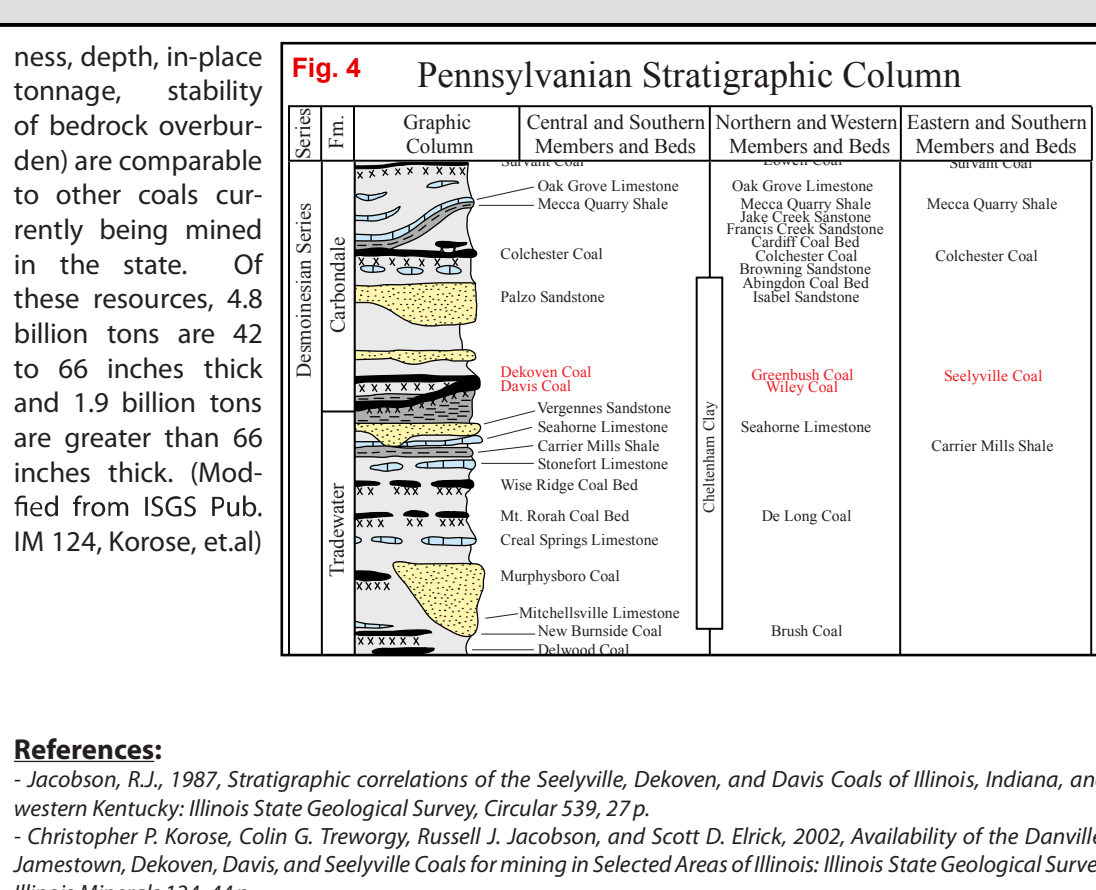 ness, depth, in-place
tonnage, stability
of bedrock overbur-
den) are comparable
to other coals cur-
rently being mined
in the state. Of
these resources, 4.8
billion tons are 42
to 66 inches thick
and 1.9 billion tons
are greater than 66
inches thick. (Mod-
fied from ISGS Pub.
IM 124, Korose, et.al)
Fig. 4
Pennsylvanian Stratigraphic Column
Series
Fm.
Graphic
Column
Central and Southern
Members and Beds
Northern and Western
Members and Beds
Eastern and Southern
Members and Beds
Desmoinesian Series
Carbondale
Tradewater
Survant Coal
Oak Grove Limestone
Mecca Quarry Shale
Colchester Coal
Palzo Sandstone
Dekoven Coal
Davis Coal
Vergennes Sandstone
Seahorne Limestone
Carrier Mills Shale
Stonefort Limestone
Wise Ridge Coal Bed
Mt. Rorah Coal Bed
Creal Springs Limestone
Murphysboro Coal
Mitchellsville Limestone
New Burnside Coal
Delwood Coal
Lowell Coal
Oak Grove Limestone
Mecca Quarry Shale
Jake Creek Sanstone
Francis Creek Sandstone
Cardiff Coal Bed
Colchester Coal
Browning Sandstone
Abingdon Coal Bed
Isabel Sandstone
Greenbush Coal
Wiley Coal
Cheltenham Clay
Seahorne Limestone
De Long Coal
Brush Coal
Survant Coal
Mecca Quarry Shale
Colchester Coal
Seelyville Coal
Carrier Mills Shale
References:
- Jacobson, R.J., 1987, Stratigraphic correlations of the Seelyville, Dekoven, and Davis Coals of Illinois, Indiana, and
western Kentucky: Illinois State Geological Survey, Circular 539, 27 p.
- Christopher P. Korose, Colin G. Treworgy, Russell J. Jacobson, and Scott D. Elrick, 2002, Availability of the Danville
Jamestown, Dekoven, Davis, and Seelyville Coals for mining in Selected Areas of Illinois: Illinois State Geological Surve
Illinois Minerals 124, 44 p